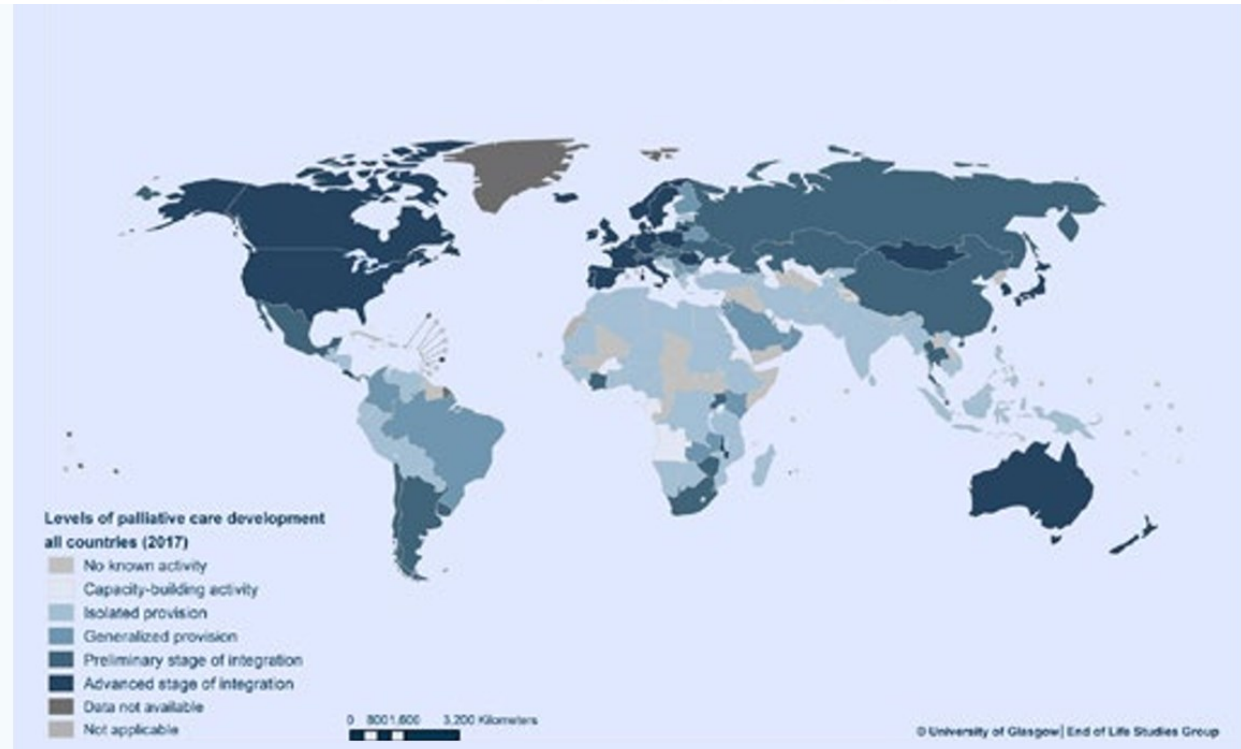 Levels of palliative care development
all countries (2017)
No known activity
Capacity-building activity
Isolated provision
Generalized provision
Preliminary stage of integration
Advanced stage of integration
Data not available
Not applicable
0 8001,600 3,200 Kilometers
© University of Glasgow| End of Life Studies Group